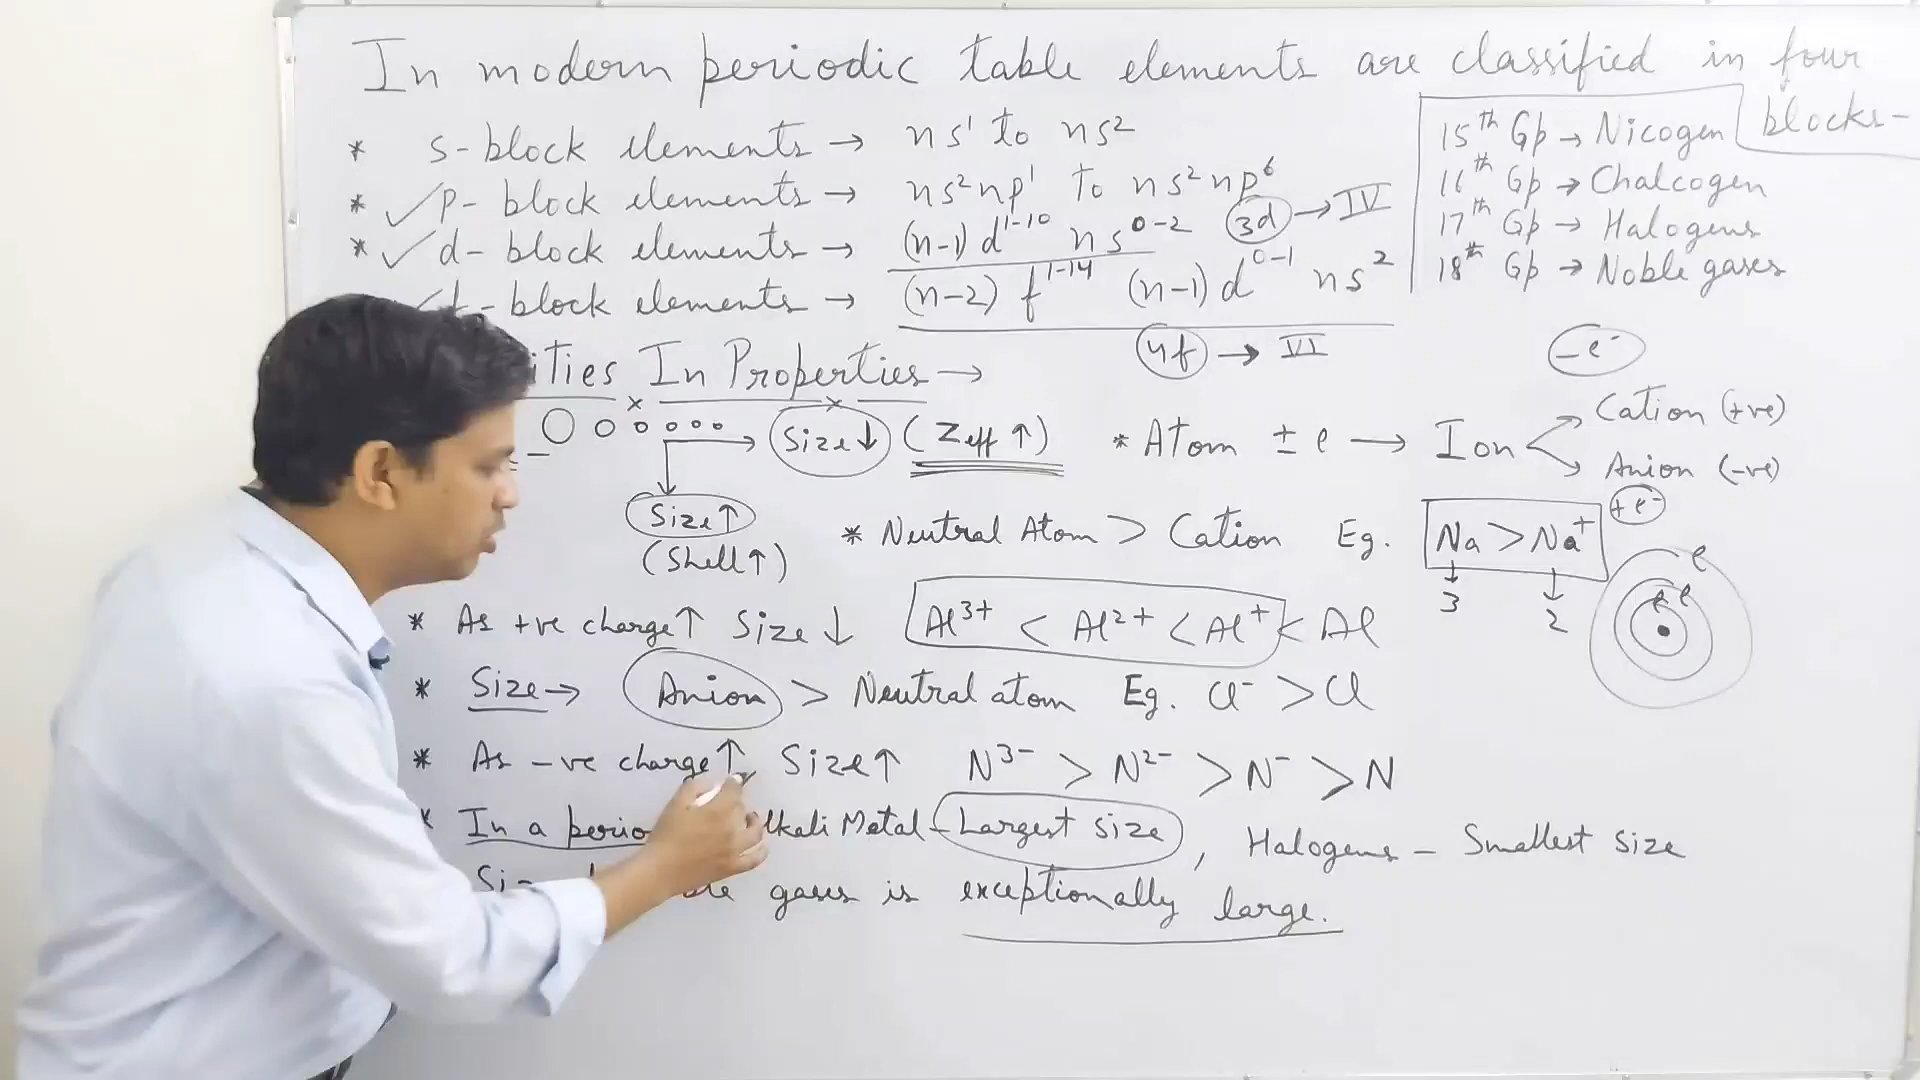 In modern periodic table elements are classified in four
blocks-
* s-block elements → ns¹ to ns²
* ✓ p-block elements → ns²np¹ to ns²np⁶
* ✓ d-block elements → (n-1)d¹⁻¹⁰ ns⁰⁻² 3d → IV
✓ f-block elements → (n-2)f¹⁻¹⁴ (n-1)d⁰⁻¹ ns²
4f → VI
15th Gp → Nicogen
16th Gp → Chalcogen
17th Gp → Halogens
18th Gp → Noble gases
ities In Properties →
Size↓ (Zeff↑)
Size↑
(Shell↑)
* Atom ± e → Ion
-e⁻
Cation (+ve)
Anion (-ve)
+e⁻
* Neutral Atom > Cation Eg. Na > Na⁺
3 2
e
e e
* As +ve charge↑ Size↓ Al³⁺ < Al²⁺ < Al⁺ < Al
* Size → Anion > Neutral atom Eg. Cl⁻ > Cl
* As -ve charge↑ Size↑ N³⁻ > N²⁻ > N⁻ > N
* In a perio lkali Metal - Largest size, Halogens - Smallest size
gases is exceptionally large.